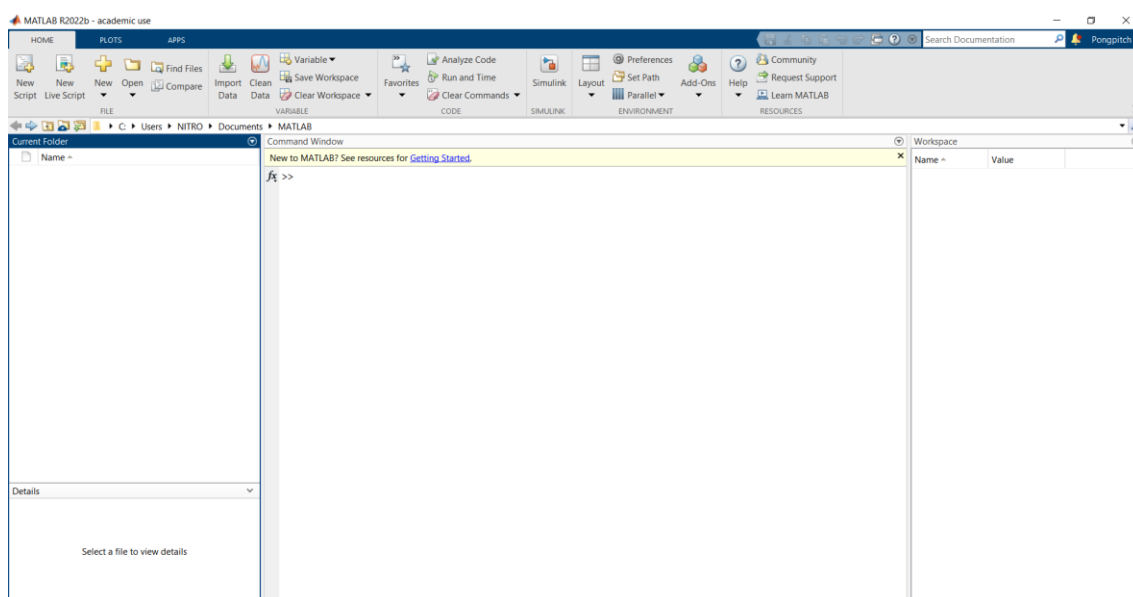 MATLAB R2022b - academic use
HOME PLOTS APPS
Search Documentation
Pongpitch
New Script
New Live Script
New
Open
Find Files
Compare
FILE
Import Data
Clean Data
Variable
Save Workspace
Clear Workspace
VARIABLE
Favorites
Analyze Code
Run and Time
Clear Commands
CODE
Simulink
SIMULINK
Layout
Preferences
Set Path
Parallel
Add-Ons
ENVIRONMENT
Help
Community
Request Support
Learn MATLAB
RESOURCES
C: Users NITRO Documents MATLAB
Current Folder
Name
Command Window
New to MATLAB? See resources for Getting Started.
fx >>
Workspace
Name Value
Details
Select a file to view details